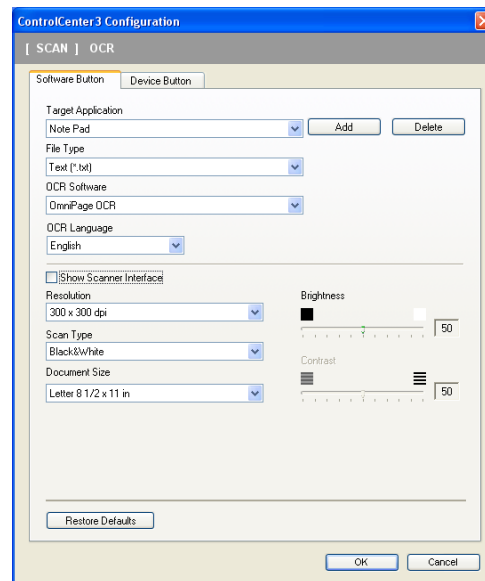 ControlCenter3 Configuration
[ SCAN ] OCR
Software Button
Device Button
Target Application
Note Pad
Add
Delete
File Type
Text (*.txt)
OCR Software
OmniPage OCR
OCR Language
English
Show Scanner Interface
Resolution
300 x 300 dpi
Brightness
50
Scan Type
Black&White
Contrast
50
Document Size
Letter 8 1/2 x 11 in
Restore Defaults
OK
Cancel